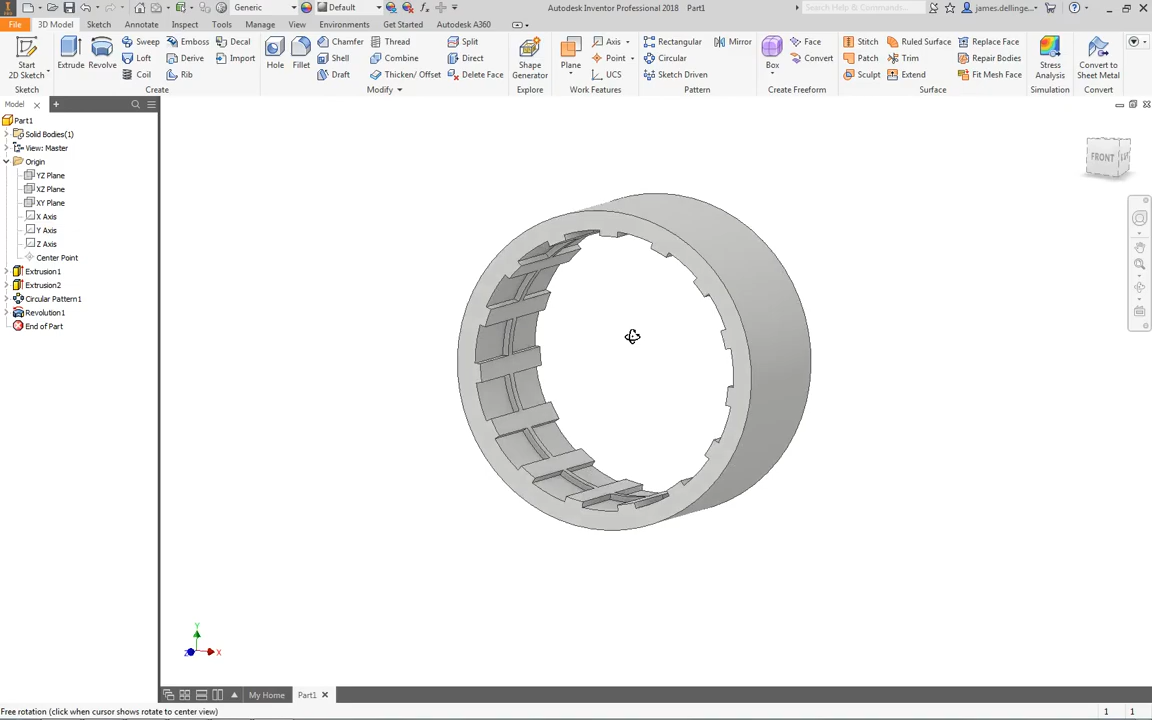 Generic Default Autodesk Inventor Professional 2018 Part1 Search Help & Commands... james.dellinge...
File 3D Model Sketch Annotate Inspect Tools Manage View Environments Get Started Autodesk A360
Start
2D Sketch
Extrude Revolve
Sweep Emboss Decal
Loft Derive Import
Coil Rib
Hole Fillet
Chamfer Thread Split
Shell Combine Direct
Draft Thicken/ Offset Delete Face
Shape
Generator
Plane
Axis
Point
UCS
Rectangular Mirror
Circular
Sketch Driven
Box
Face
Convert
Stitch Ruled Surface Replace Face
Patch Trim Repair Bodies
Sculpt Extend Fit Mesh Face
Stress
Analysis
Convert to
Sheet Metal
Sketch Create Modify Explore Work Features Pattern Create Freeform Surface Simulation Convert
Model
Part1
Solid Bodies(1)
View: Master
Origin
YZ Plane
XZ Plane
XY Plane
X Axis
Y Axis
Z Axis
Center Point
Extrusion1
Extrusion2
Circular Pattern1
Revolution1
End of Part
FRONT
Y
Z X
My Home Part1
Free rotation (click when cursor shows rotate to center view) 1 1